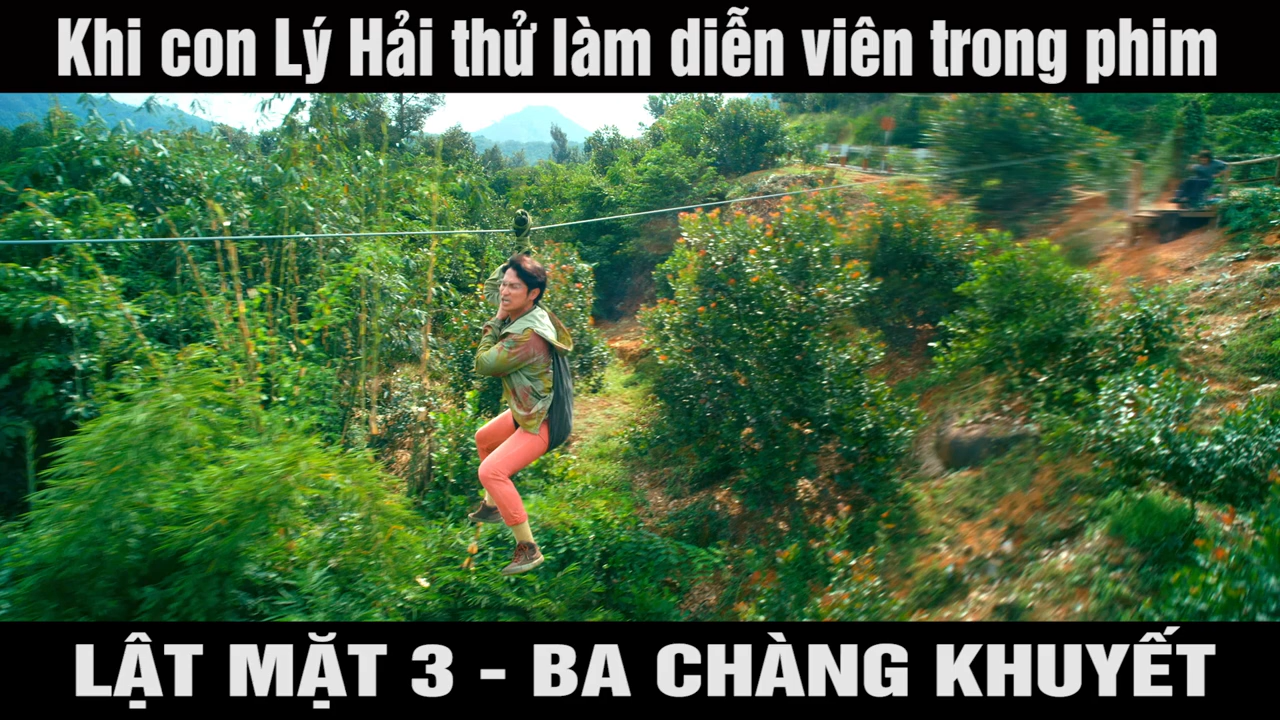 Khi con Lý Hải thử làm diễn viên trong phim
LẬT MẶT 3 - BA CHÀNG KHUYẾT